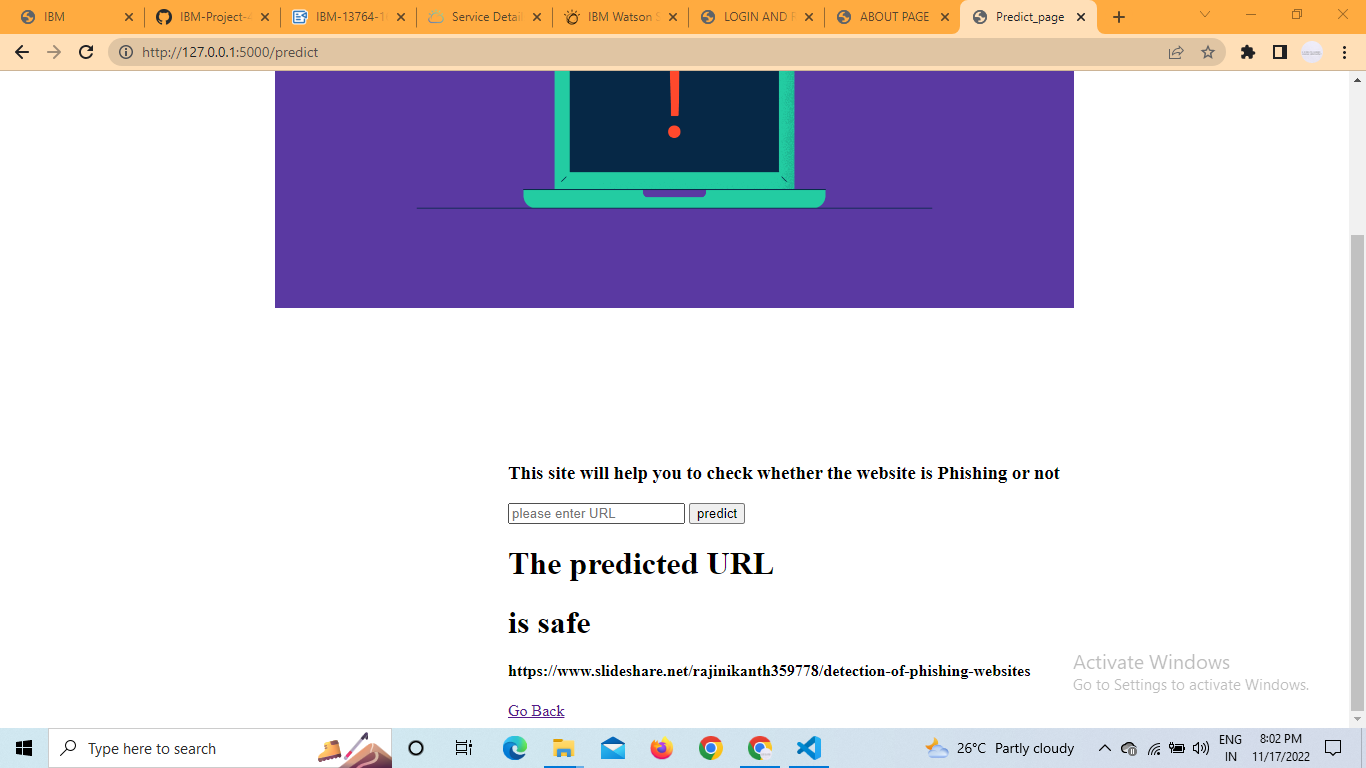 IBM
IBM-Project-4
IBM-13764-1
Service Detail
IBM Watson S
LOGIN AND R
ABOUT PAGE
Predict_page
http://127.0.0.1:5000/predict
!
This site will help you to check whether the website is Phishing or not
please enter URL
predict
The predicted URL
is safe
https://www.slideshare.net/rajinikanth359778/detection-of-phishing-websites
Go Back
Activate Windows
Go to Settings to activate Windows.
Type here to search
26°C Partly cloudy
ENG
IN
8:02 PM
11/17/2022